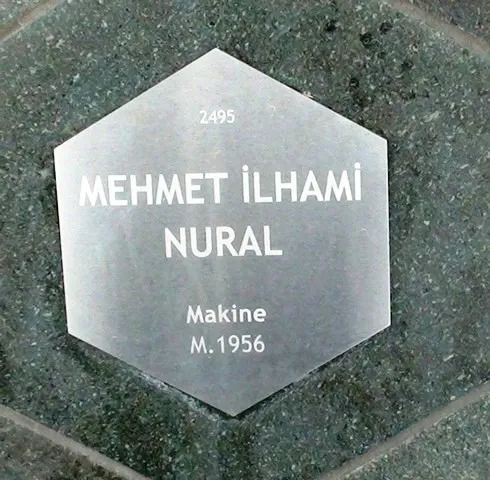 2495
MEHMET İLHAMİ
NURAL
Makine
M.1956